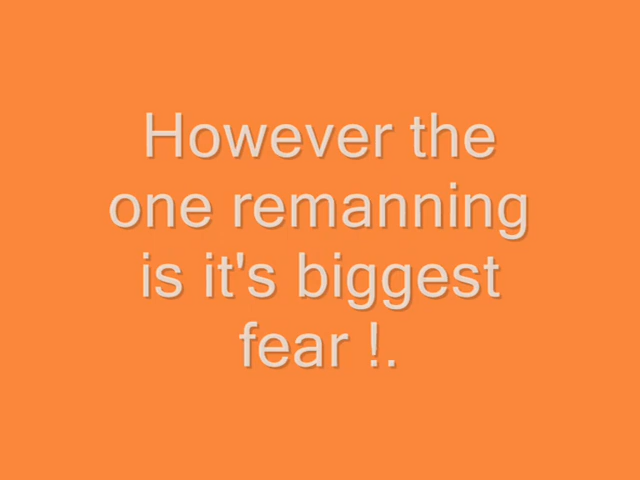 However the
one remanning
is it's biggest
fear !.